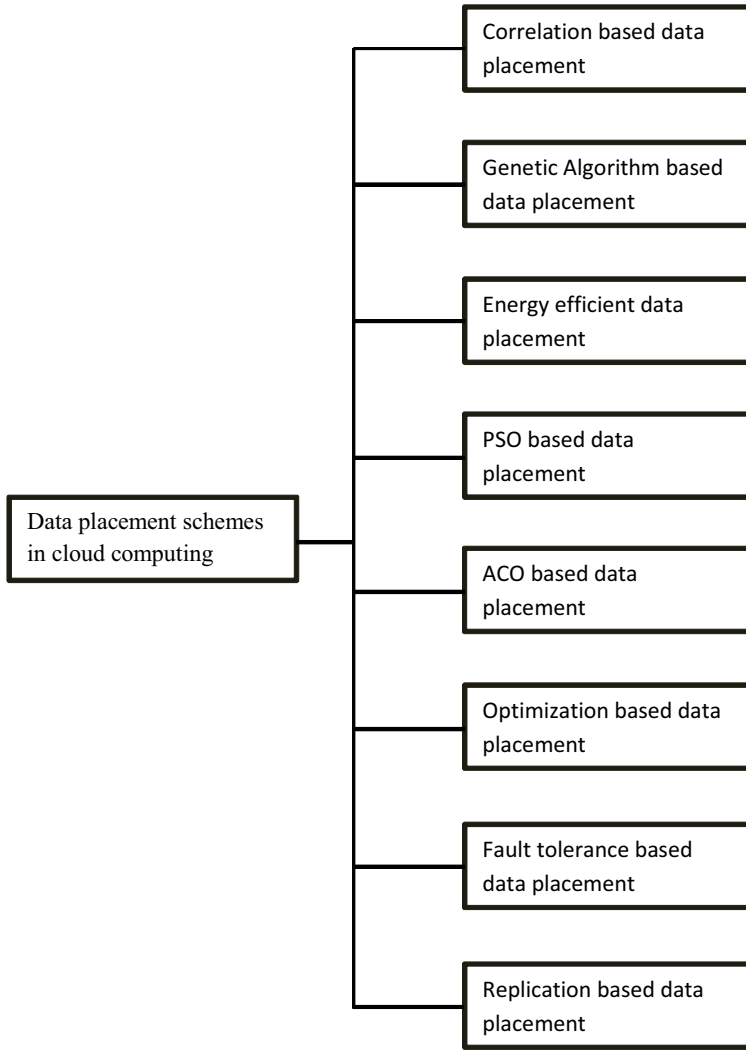 Correlation based data
placement
Genetic Algorithm based
data placement
Energy efficient data
placement
PSO based data
placement
Data placement schemes
in cloud computing
ACO based data
placement
Optimization based data
placement
Fault tolerance based
data placement
Replication based data
placement